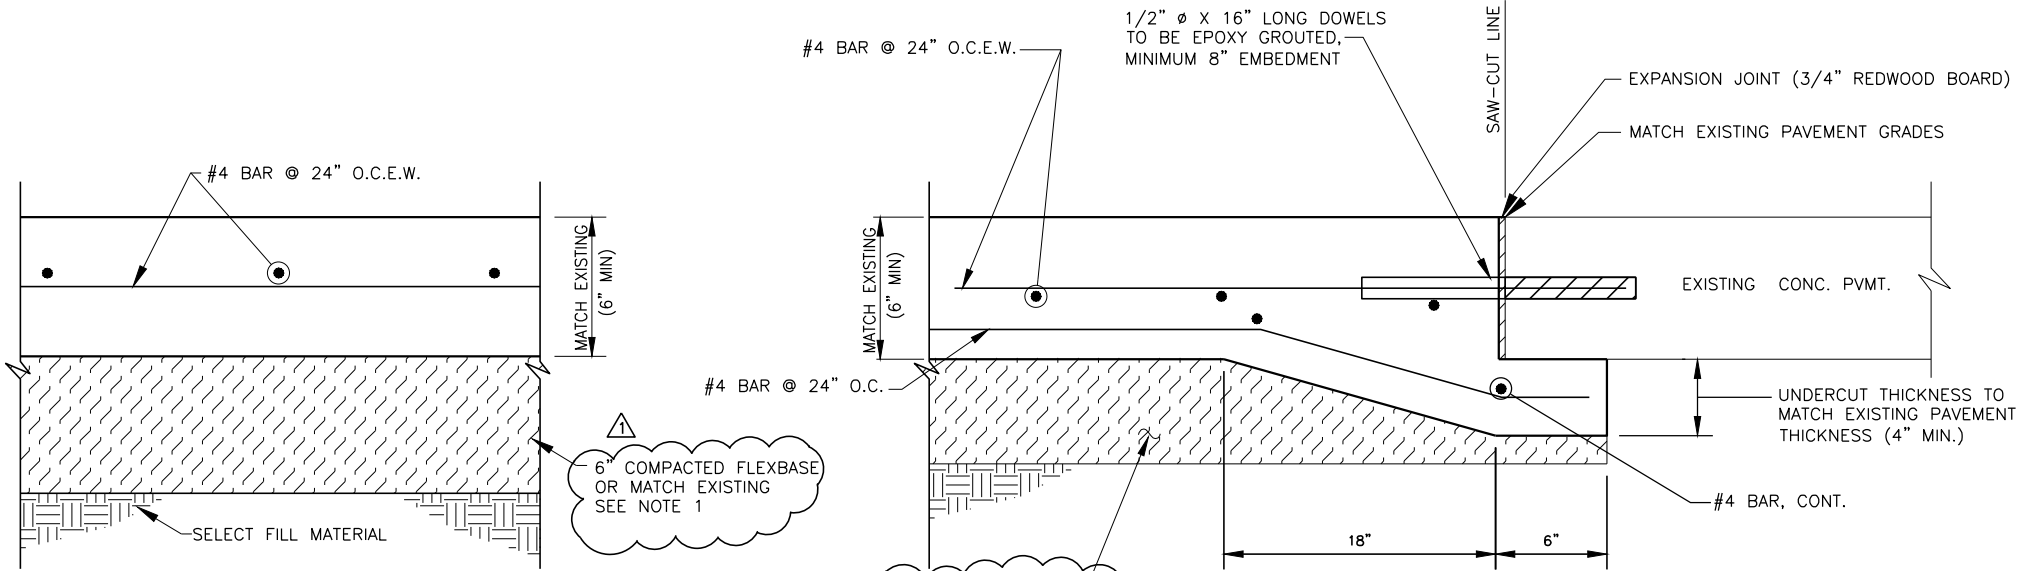 #4 BAR @ 24" O.C.E.W.
MATCH EXISTING
(6" MIN)
1
6" COMPACTED FLEXBASE
OR MATCH EXISTING
SEE NOTE 1
SELECT FILL MATERIAL
#4 BAR @ 24" O.C.E.W.
1/2" ø X 16" LONG DOWELS
TO BE EPOXY GROUTED,
MINIMUM 8" EMBEDMENT
SAW-CUT LINE
EXPANSION JOINT (3/4" REDWOOD BOARD)
MATCH EXISTING PAVEMENT GRADES
MATCH EXISTING
(6" MIN)
EXISTING CONC. PVMT.
#4 BAR @ 24" O.C.
UNDERCUT THICKNESS TO
MATCH EXISTING PAVEMENT
THICKNESS (4" MIN.)
#4 BAR, CONT.
18"
6"